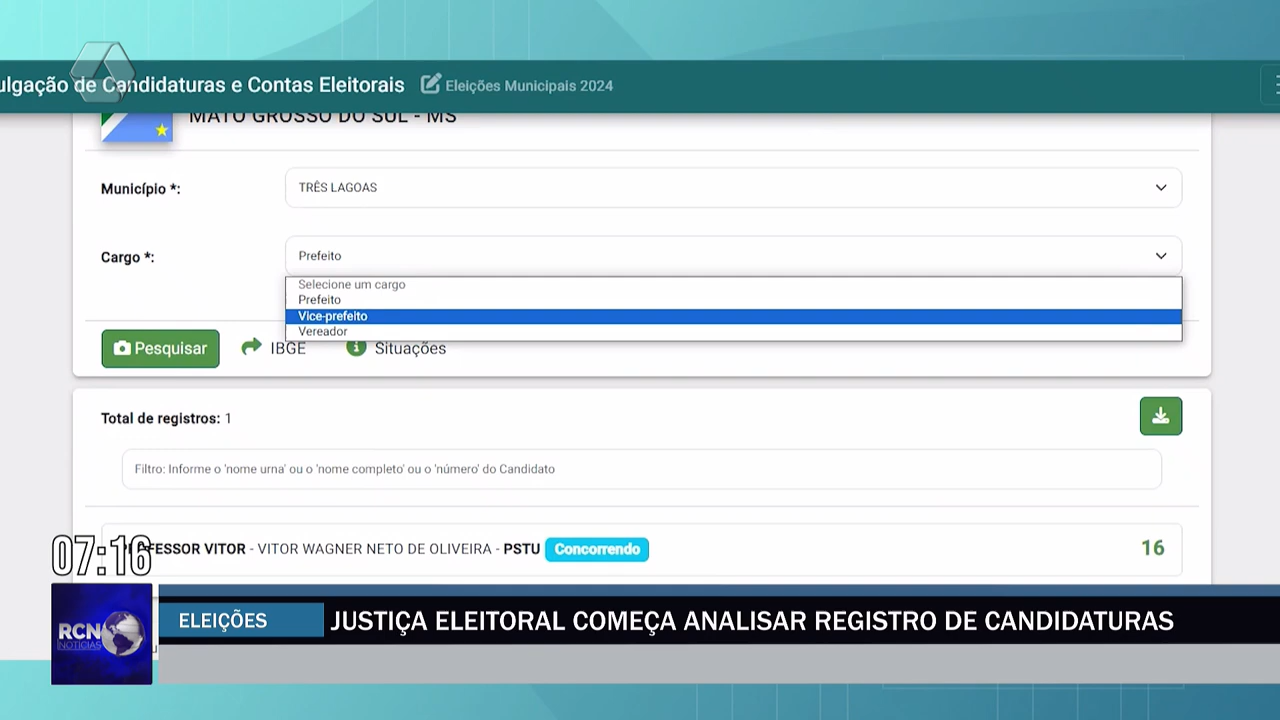 ulgação de Candidaturas e Contas Eleitorais
Eleições Municipais 2024
MATO GROSSO DO SUL - MS
Município *:
TRÊS LAGOAS
Cargo *:
Prefeito
Selecione um cargo
Prefeito
Vice-prefeito
Vereador
Pesquisar
IBGE
Situações
Total de registros: 1
Filtro: Informe o 'nome urna' ou o 'nome completo' ou o 'número' do Candidato
FESSOR VITOR - VITOR WAGNER NETO DE OLIVEIRA - PSTU Concorrendo
16
07:16
RCN
NOTÍCIAS
ELEIÇÕES
JUSTIÇA ELEITORAL COMEÇA ANALISAR REGISTRO DE CANDIDATURAS